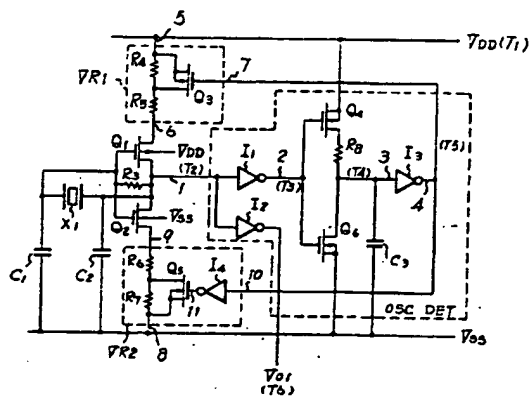 5
VDD(T1)
R4
VR1
7
Q3
R5
6
Q4
(T5)
Q1
VDD
R8
I1
2
(T4)
3
I3
(T2)
R3
1
(T3)
4
X1
I2
Q2
VSS
Q6
9
C3
C1
C2
R6
Q5
I4
10
R7
11
OSC DET
8
VSS
VR2
VO1
(T6)